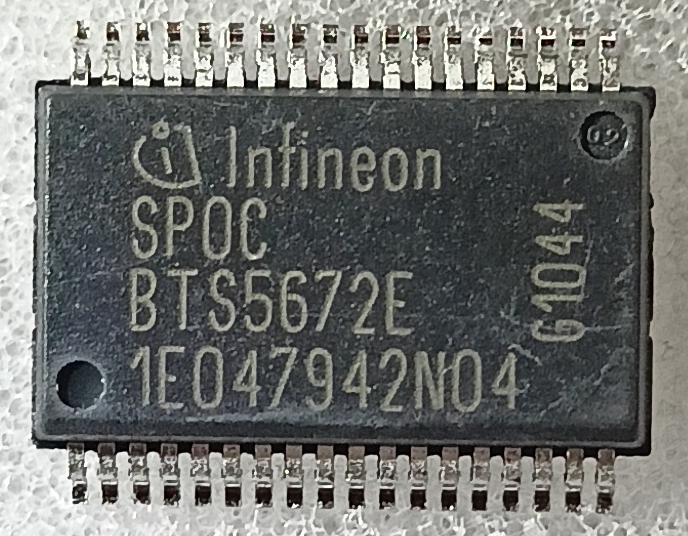 Infineon
SPOC
BTS5672E
1E047942N04
G1044